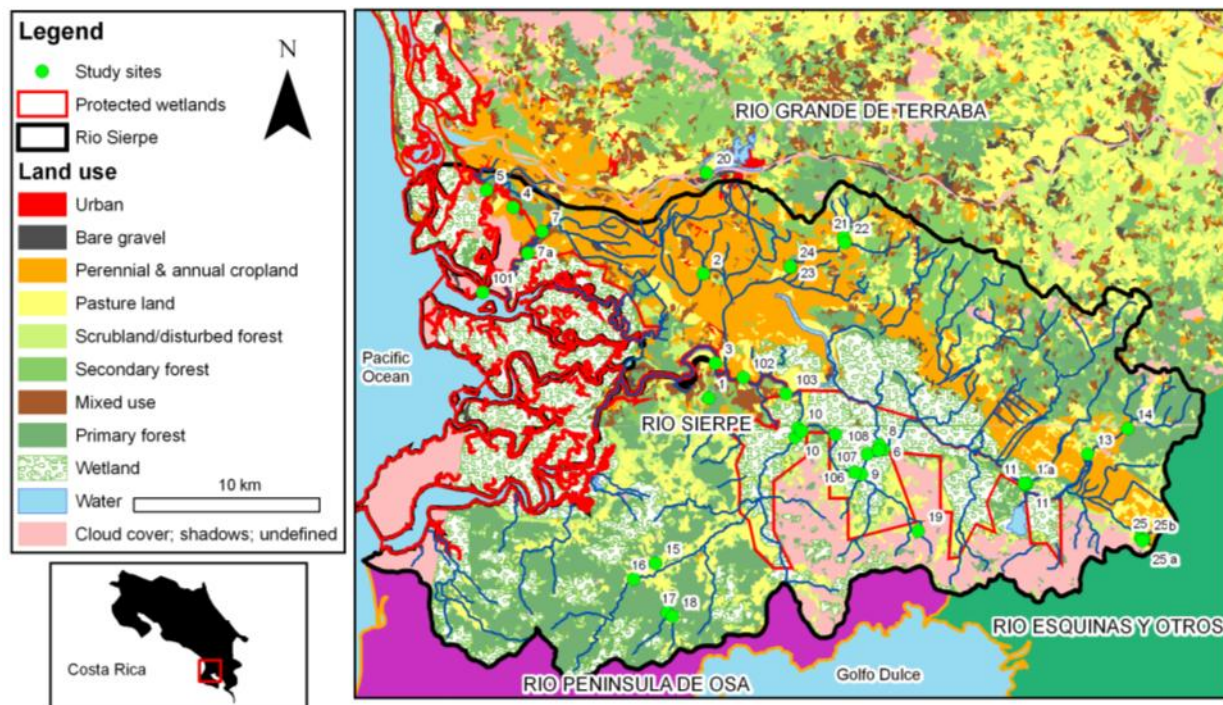 Legend
N
Study sites
Protected wetlands
Rio Sierpe
Land use
Urban
Bare gravel
Perennial & annual cropland
Pasture land
Scrubland/disturbed forest
Secondary forest
Mixed use
Primary forest
Wetland
Water
10 km
Cloud cover; shadows; undefined
Costa Rica
RIO GRANDE DE TERRABA
20
5
4
7
21
22
7a
24
2
23
101
Pacific
Ocean
3
102
1
103
RIO SIERPE
10
14
108
8
10
13
107
6
106
9
11
11
19
25
25b
25a
15
16
17
18
RIO ESQUINAS Y OTROS
Golfo Dulce
RIO PENINSULA DE OSA